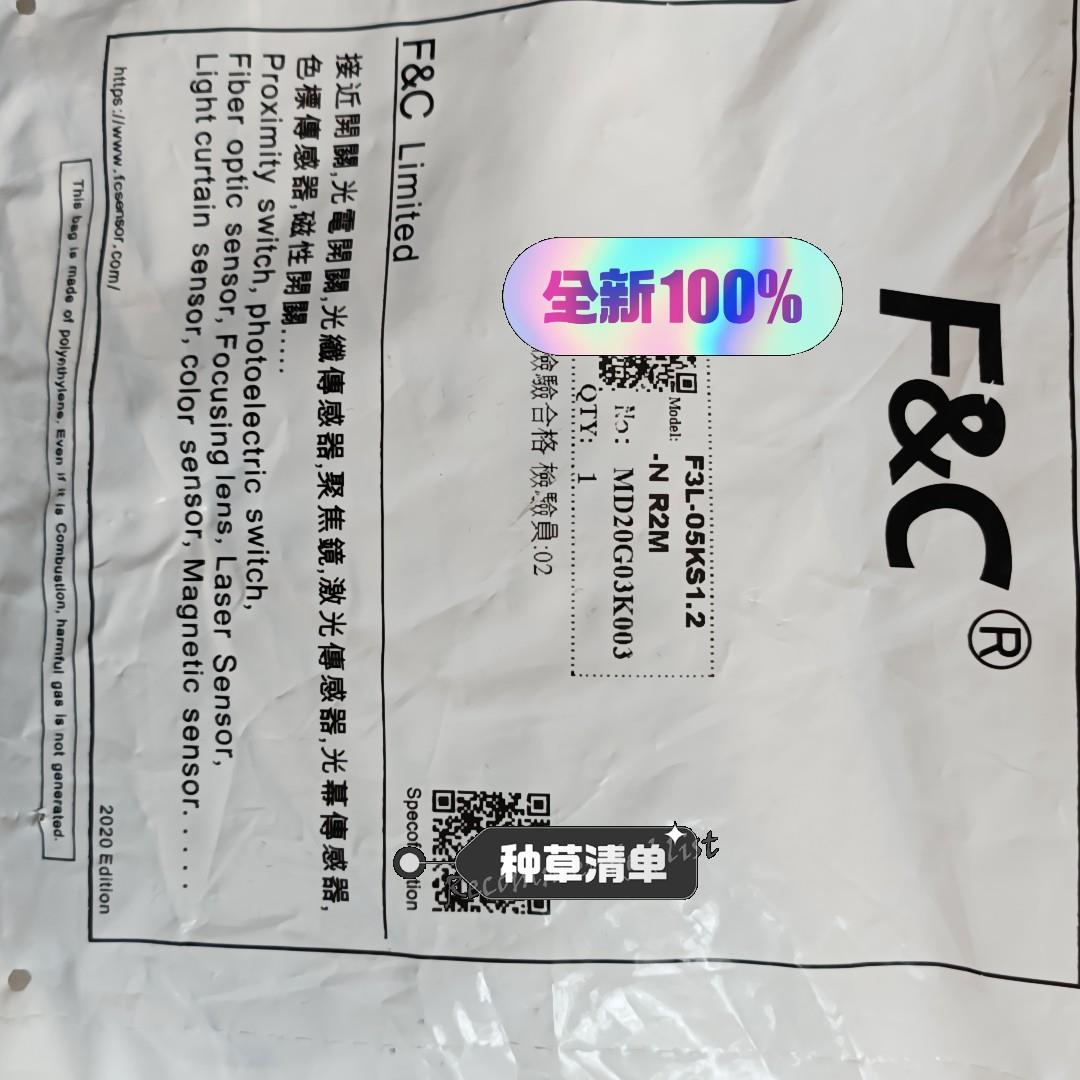 F&C®
全新100%
Model: F3L-05KS1.2
-N R2M
No: MD20G03K003
QTY: 1
檢驗合格 檢驗員:02
种草清单
F&C Limited
接近開關,光電開關,光纖傳感器,聚焦鏡,激光傳感器,光幕傳感器,
色標傳感器,磁性開關....
Proximity switch, photoelectric switch,
Fiber optic sensor, Focusing lens, Laser Sensor,
Light curtain sensor, color sensor, Magnetic sensor.....
https://www.fcsensor.com/
2020 Edition
This bag is made of polynthylene, Even if it is Combustion, harmful gas is not generated.